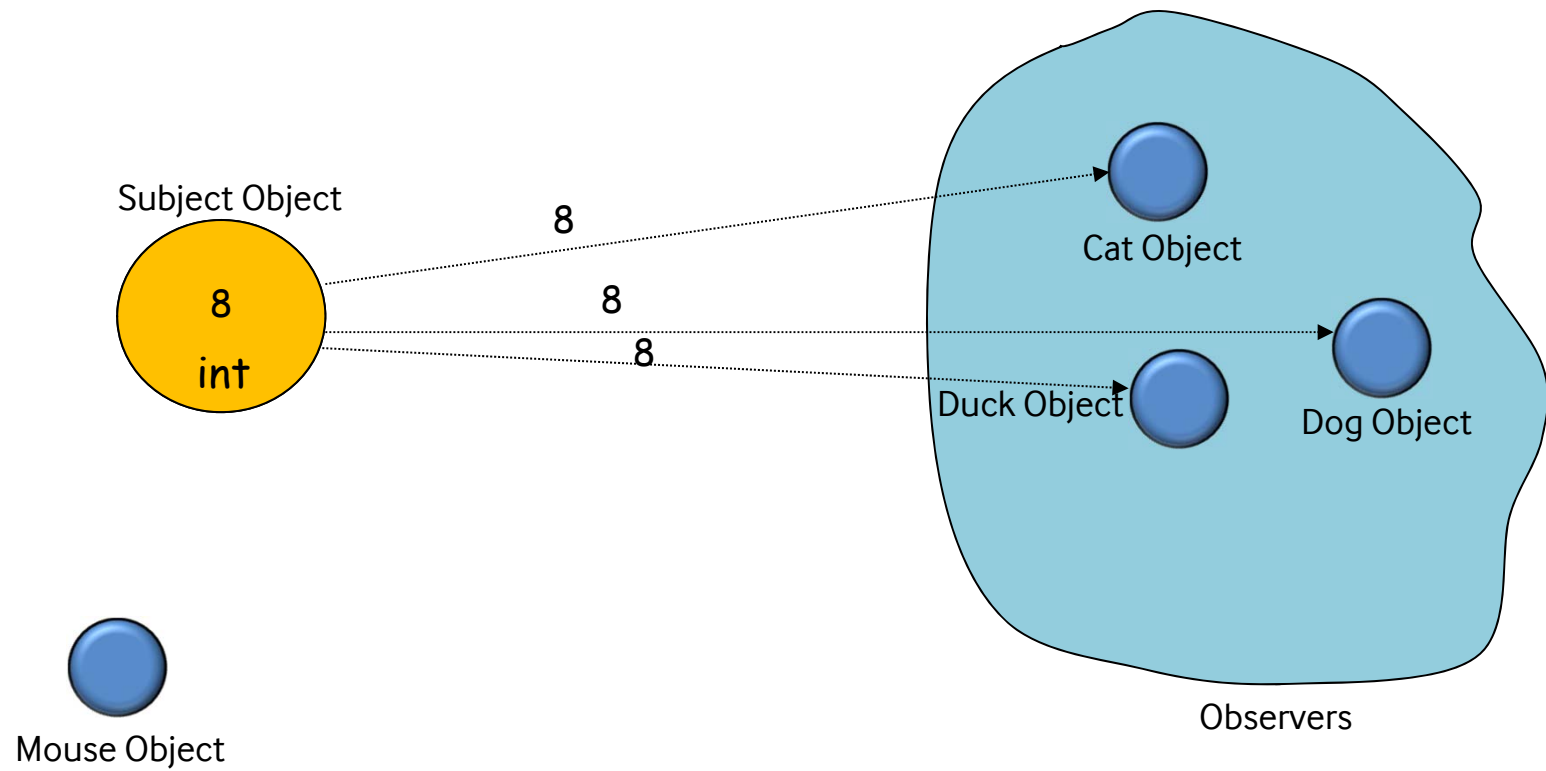 Subject Object
8
int
8
8
8
Cat Object
Duck Object
Dog Object
Observers
Mouse Object